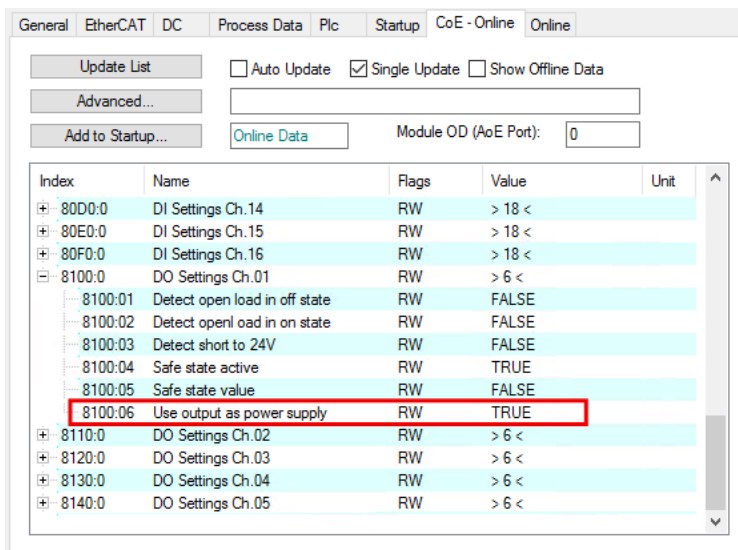 General EtherCAT DC Process Data Plc Startup CoE - Online Online
Update List Auto Update Single Update Show Offline Data
Advanced...
Add to Startup... Online Data Module OD (AoE Port): 0
Index Name Flags Value Unit
80D0:0 DI Settings Ch.14 RW > 18 <
80E0:0 DI Settings Ch.15 RW > 18 <
80F0:0 DI Settings Ch.16 RW > 18 <
8100:0 DO Settings Ch.01 RW > 6 <
8100:01 Detect open load in off state RW FALSE
8100:02 Detect openl oad in on state RW FALSE
8100:03 Detect short to 24V RW FALSE
8100:04 Safe state active RW TRUE
8100:05 Safe state value RW FALSE
8100:06 Use output as power supply RW TRUE
8110:0 DO Settings Ch.02 RW > 6 <
8120:0 DO Settings Ch.03 RW > 6 <
8130:0 DO Settings Ch.04 RW > 6 <
8140:0 DO Settings Ch.05 RW > 6 <